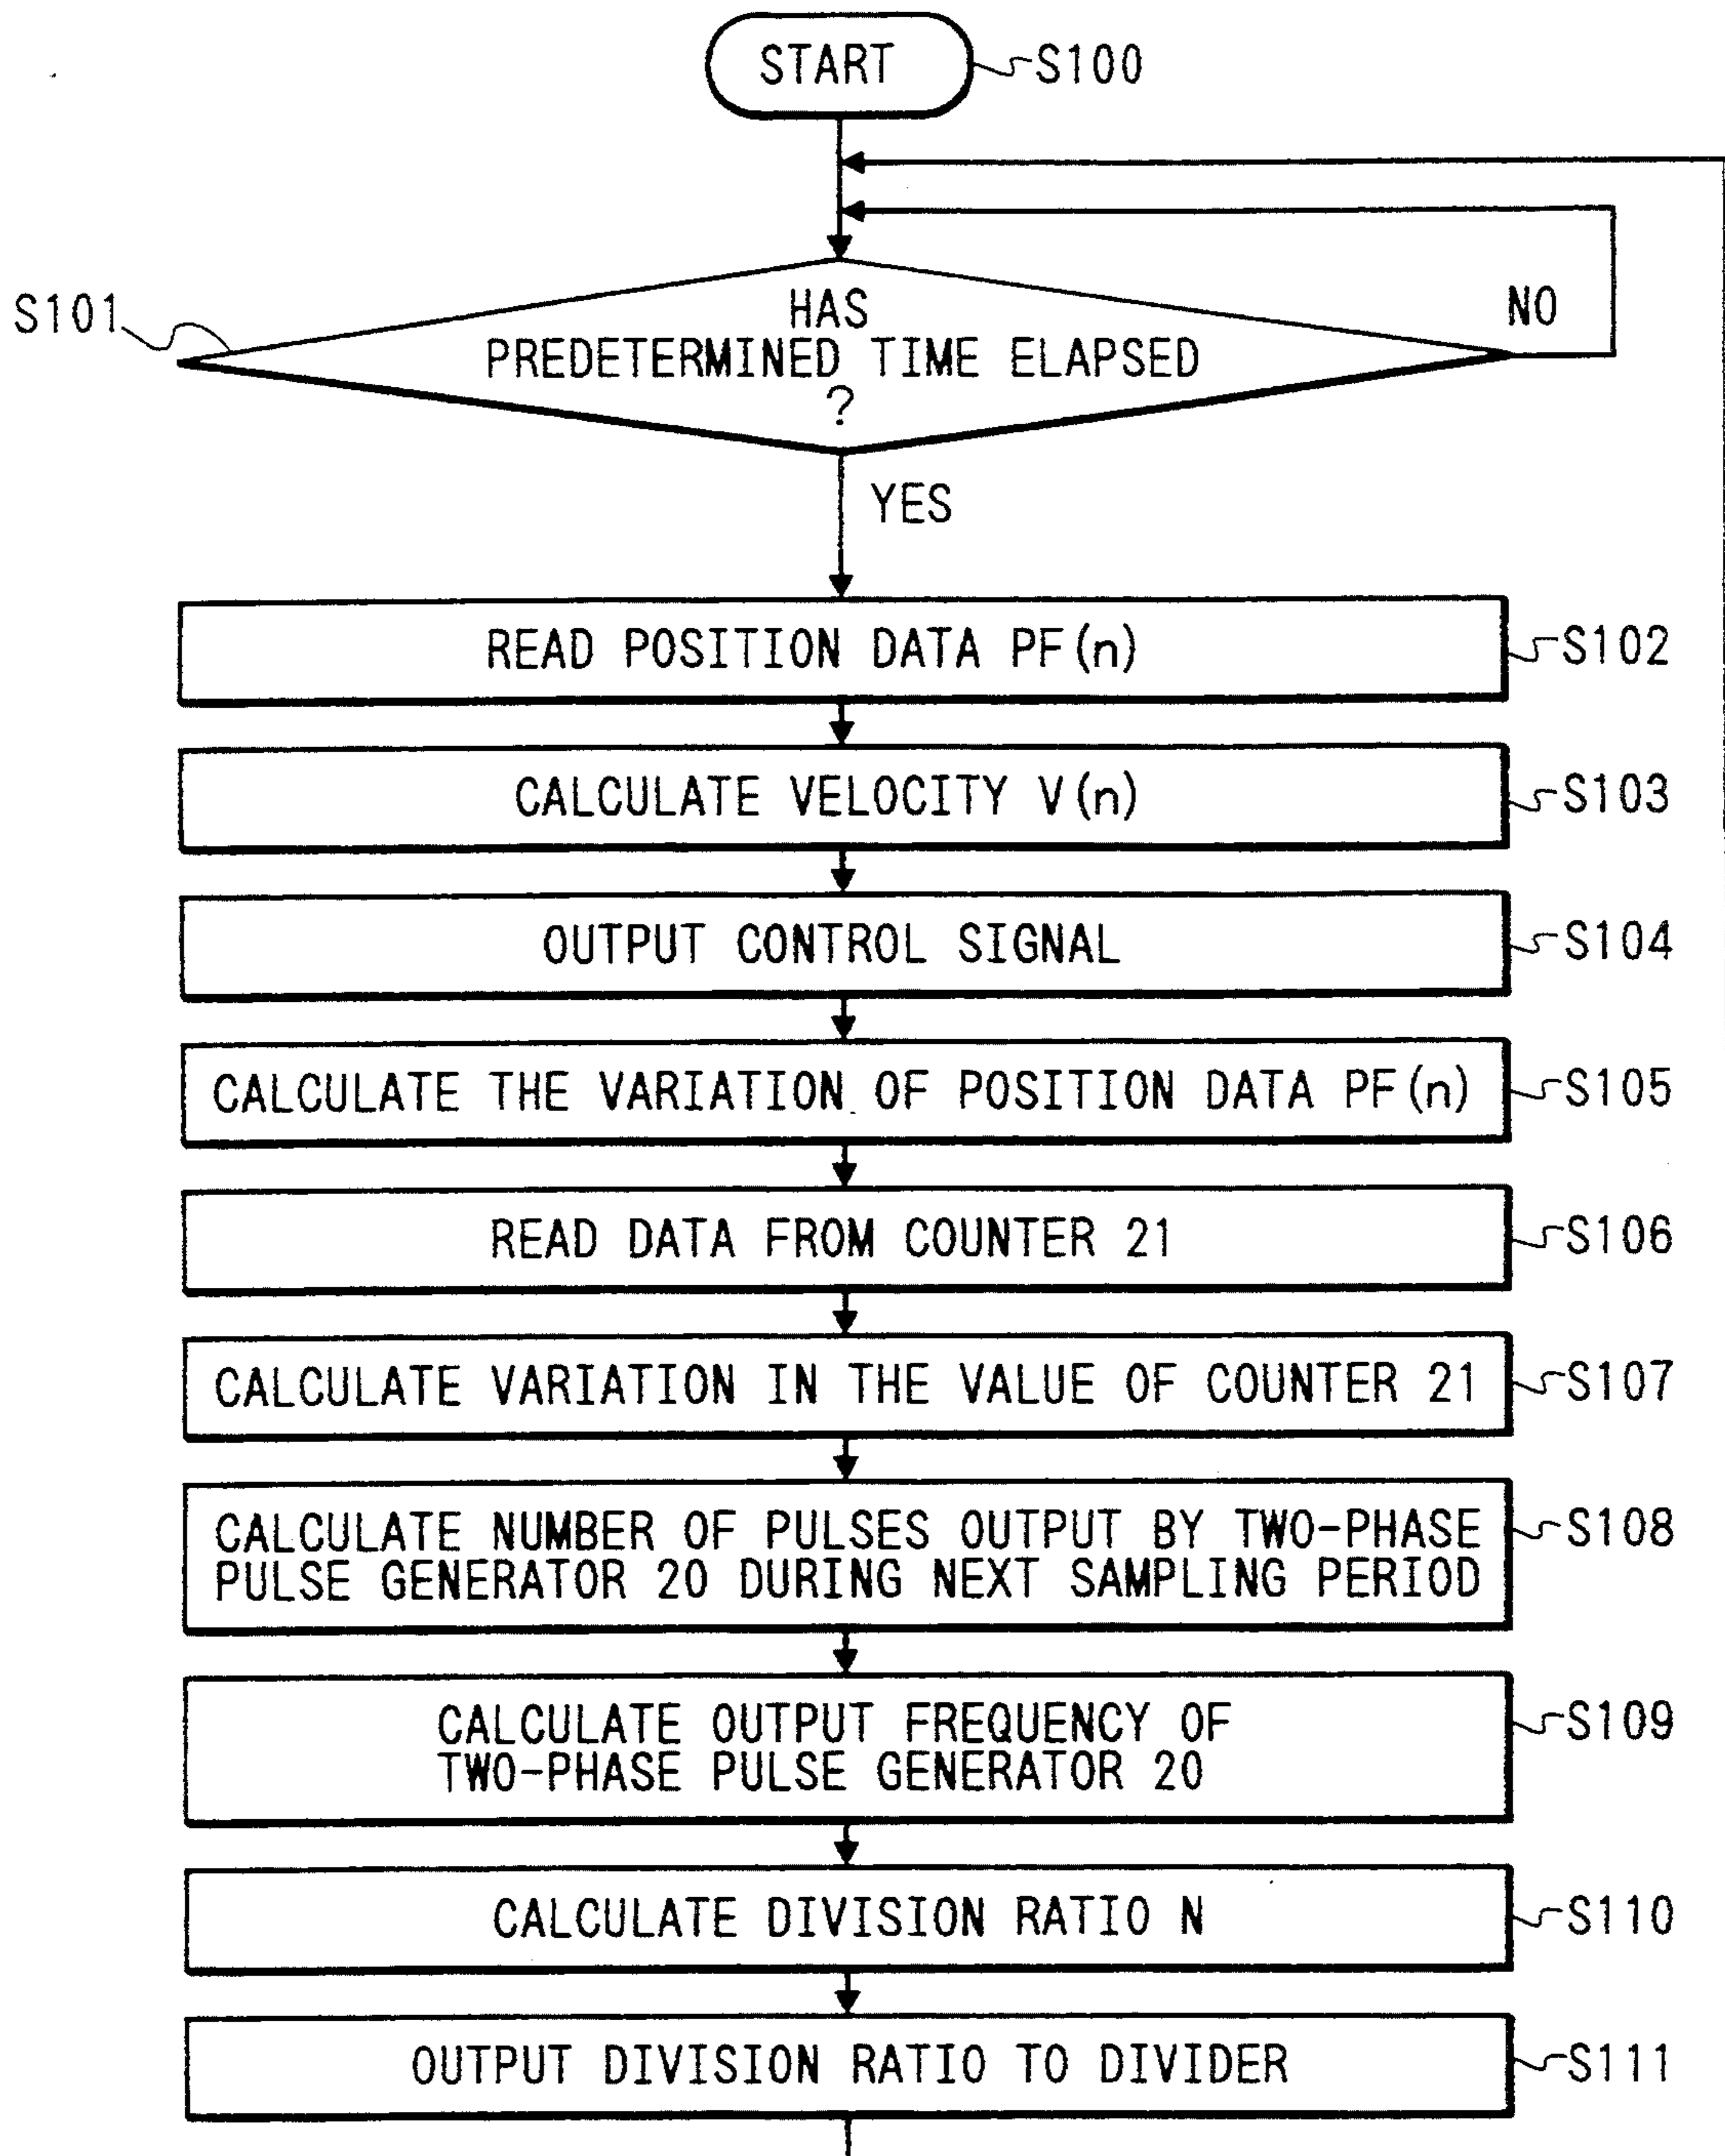 START
S100
S101
HAS
PREDETERMINED TIME ELAPSED
?
NO
YES
READ POSITION DATA PF(n)
S102
CALCULATE VELOCITY V(n)
S103
OUTPUT CONTROL SIGNAL
S104
CALCULATE THE VARIATION OF POSITION DATA PF(n)
S105
READ DATA FROM COUNTER 21
S106
CALCULATE VARIATION IN THE VALUE OF COUNTER 21
S107
CALCULATE NUMBER OF PULSES OUTPUT BY TWO-PHASE
PULSE GENERATOR 20 DURING NEXT SAMPLING PERIOD
S108
CALCULATE OUTPUT FREQUENCY OF
TWO-PHASE PULSE GENERATOR 20
S109
CALCULATE DIVISION RATIO N
S110
OUTPUT DIVISION RATIO TO DIVIDER
S111